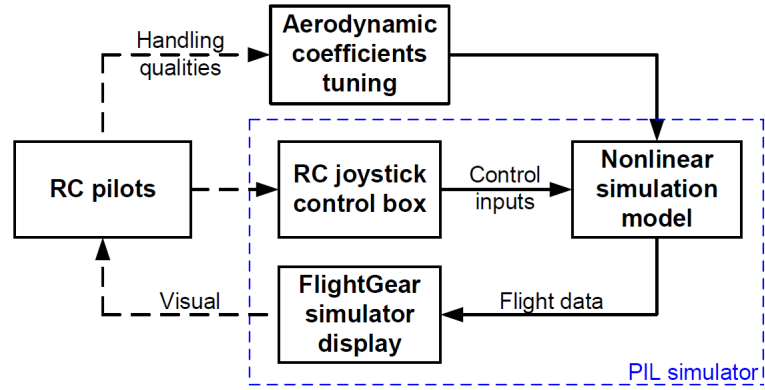 Handling
qualities
Aerodynamic
coefficients
tuning
RC pilots
RC joystick
control box
Control
inputs
Nonlinear
simulation
model
Visual
FlightGear
simulator
display
Flight data
PIL simulator